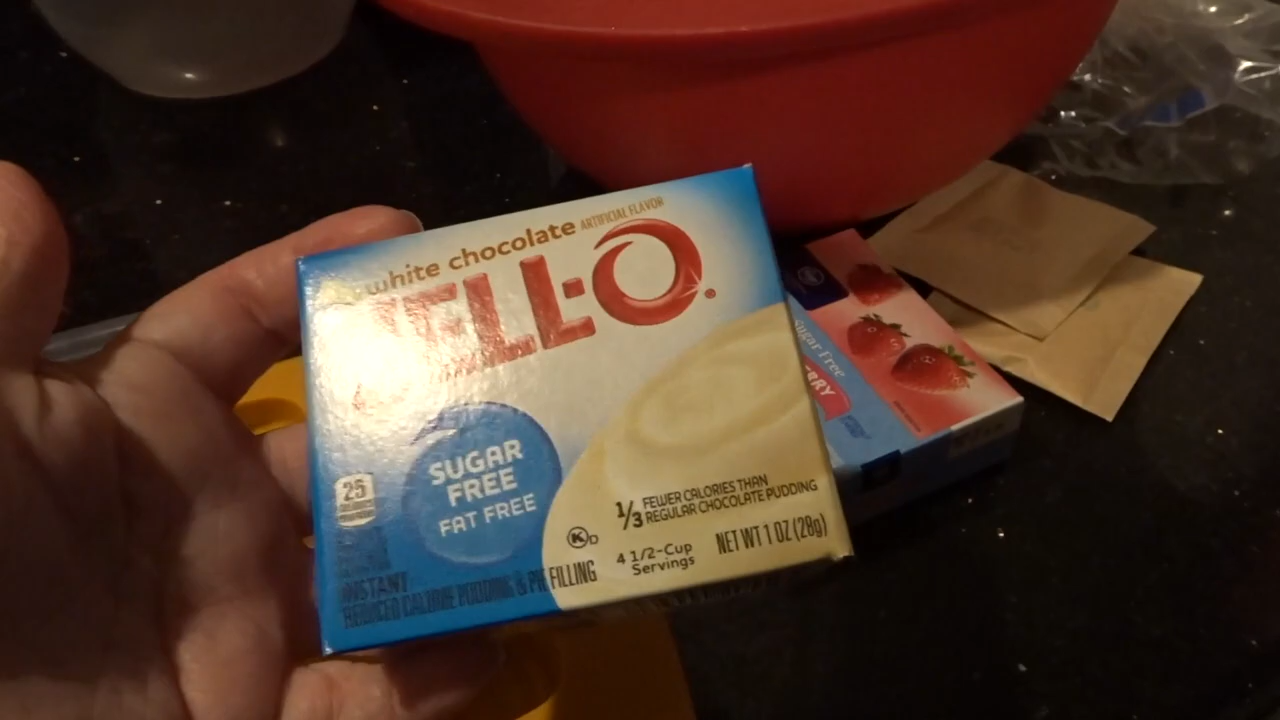 white chocolate ARTIFICIAL FLAVOR
JELL-O
SUGAR
FREE
FAT FREE
25
1/3 FEWER CALORIES THAN
REGULAR CHOCOLATE PUDDING
K D
4 1/2-Cup
Servings
NET WT 1 OZ (28g)
INSTANT
REDUCED CALORIE PUDDING & PIE FILLING
Sugar Free